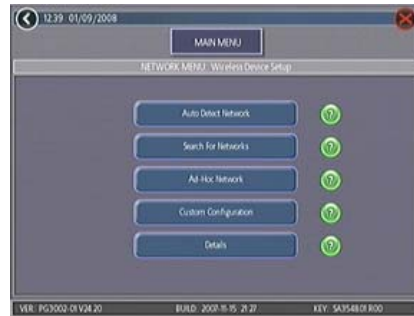 12:39 01/09/2008
MAIN MENU
NETWORK MENU: Wireless Device Setup
Auto Detect Network
Search For Networks
Ad-Hoc Network
Custom Configuration
Details
VER: PG3002-01 V24.20 BUILD: 2007-11-15 21:27 KEY: SA3548.01 R00